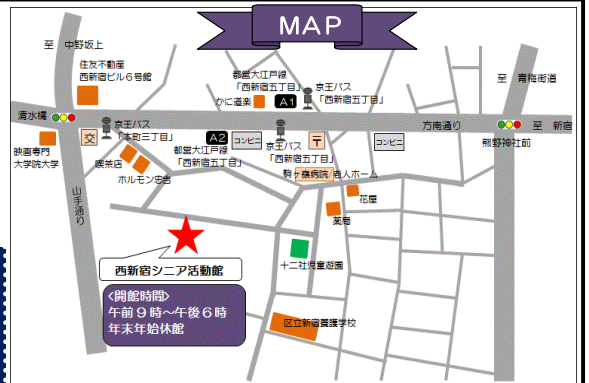 MAP
至 中野坂上
住友不動産
西新宿ビル6号館
都営大江戸線
「西新宿五丁目」
かに道楽
A1
京王バス
「西新宿五丁目」
至 青梅街道
清水橋
交
京王バス
「本町三丁目」
A2
コンビニ
〒
コンビニ
方南通り
至 新宿
熊野神社前
映画専門
大学院大学
喫茶店
ホルモン忠吉
都営大江戸線
「西新宿五丁目」
京王バス
「西新宿五丁目」
駒ヶ嶺病院/老人ホーム
花屋
薬局
山手通り
十二社児童遊園
西新宿シニア活動館
<開館時間>
午前9時〜午後6時
年末年始休館
区立新宿養護学校